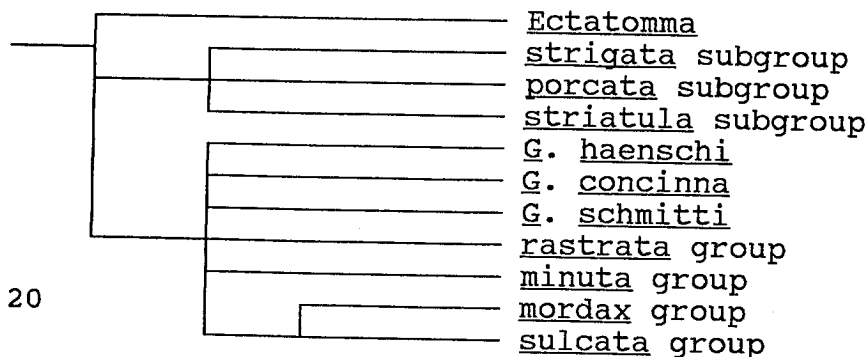 Ectatomma
strigata subgroup
porcata subgroup
striatula subgroup
G. haenschi
G. concinna
G. schmitti
rastrata group
minuta group
20
mordax group
sulcata group